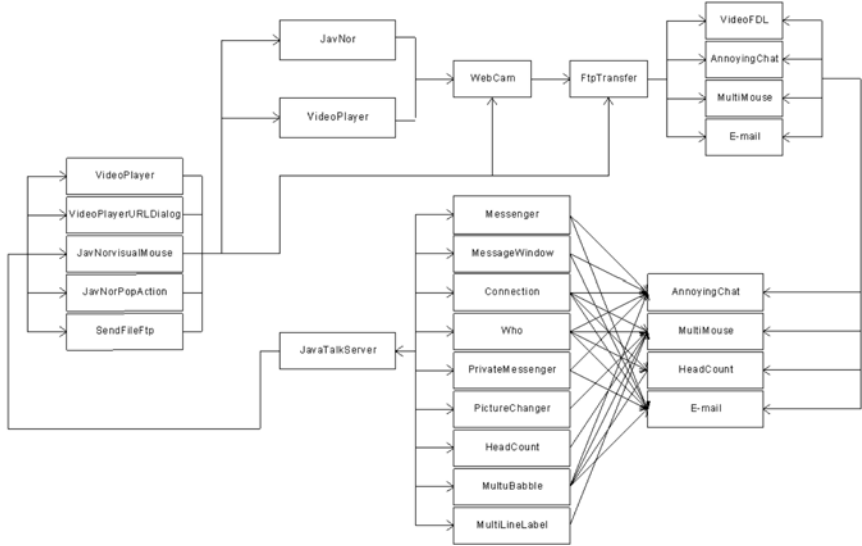 JavNor
VideoPlayer
WebCam
FtpTransfer
VideoFDL
AnnoyingChat
MultiMouse
E-mail
VideoPlayer
VideoPlayerURLDialog
JavNorvisualMouse
JavNorPopAction
SendFileFtp
JavaTalkServer
Messenger
MessageWindow
Connection
Who
PrivateMessenger
PictureChanger
HeadCount
MultuBabble
MultiLineLabel
AnnoyingChat
MultiMouse
HeadCount
E-mail